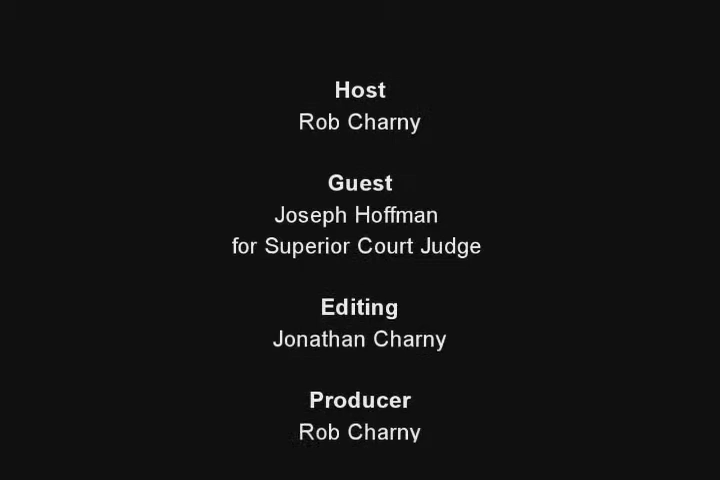 Host
Rob Charny
Guest
Joseph Hoffman
for Superior Court Judge
Editing
Jonathan Charny
Producer
Rob Charny